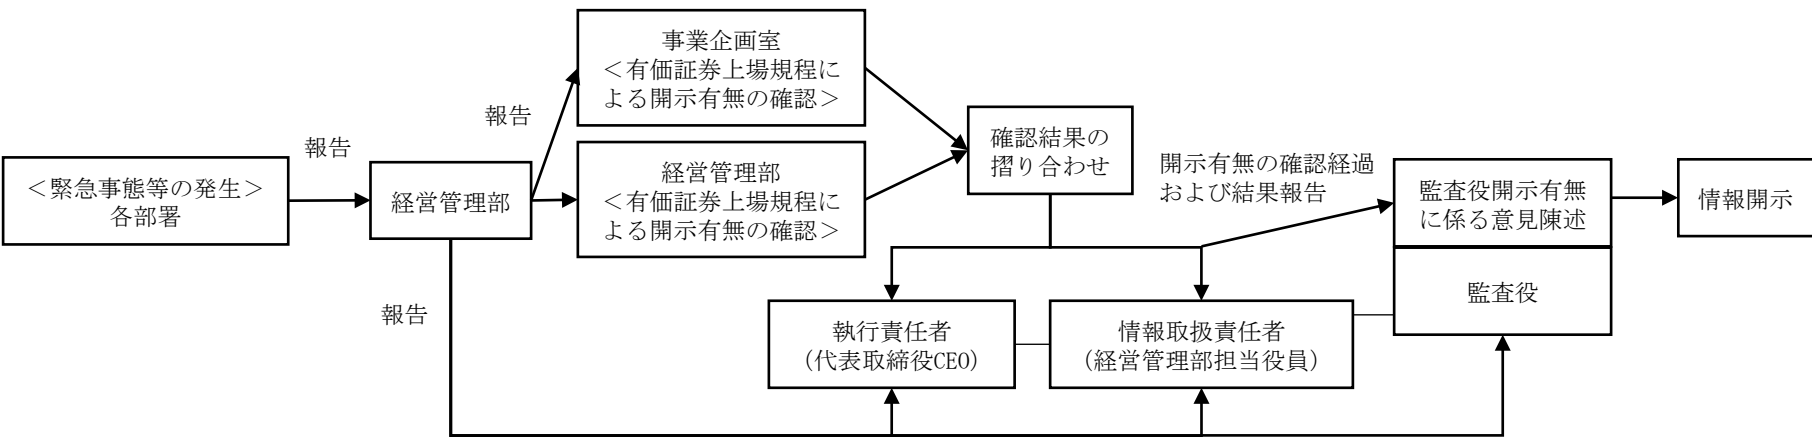 ＜緊急事態等の発生＞
各部署
報告
経営管理部
報告
事業企画室
＜有価証券上場規程に
よる開示有無の確認＞
経営管理部
＜有価証券上場規程に
よる開示有無の確認＞
確認結果の
摺り合わせ
開示有無の確認経過
および結果報告
監査役開示有無
に係る意見陳述
監査役
情報開示
報告
執行責任者
（代表取締役CEO）
情報取扱責任者
（経営管理部担当役員）